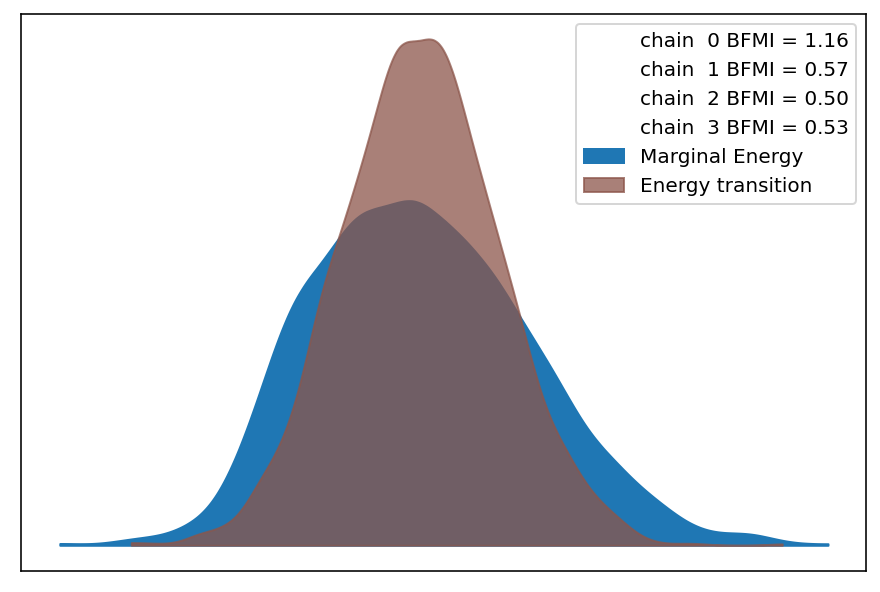 chain  0 BFMI = 1.16
chain  1 BFMI = 0.57
chain  2 BFMI = 0.50
chain  3 BFMI = 0.53
Marginal Energy
Energy transition